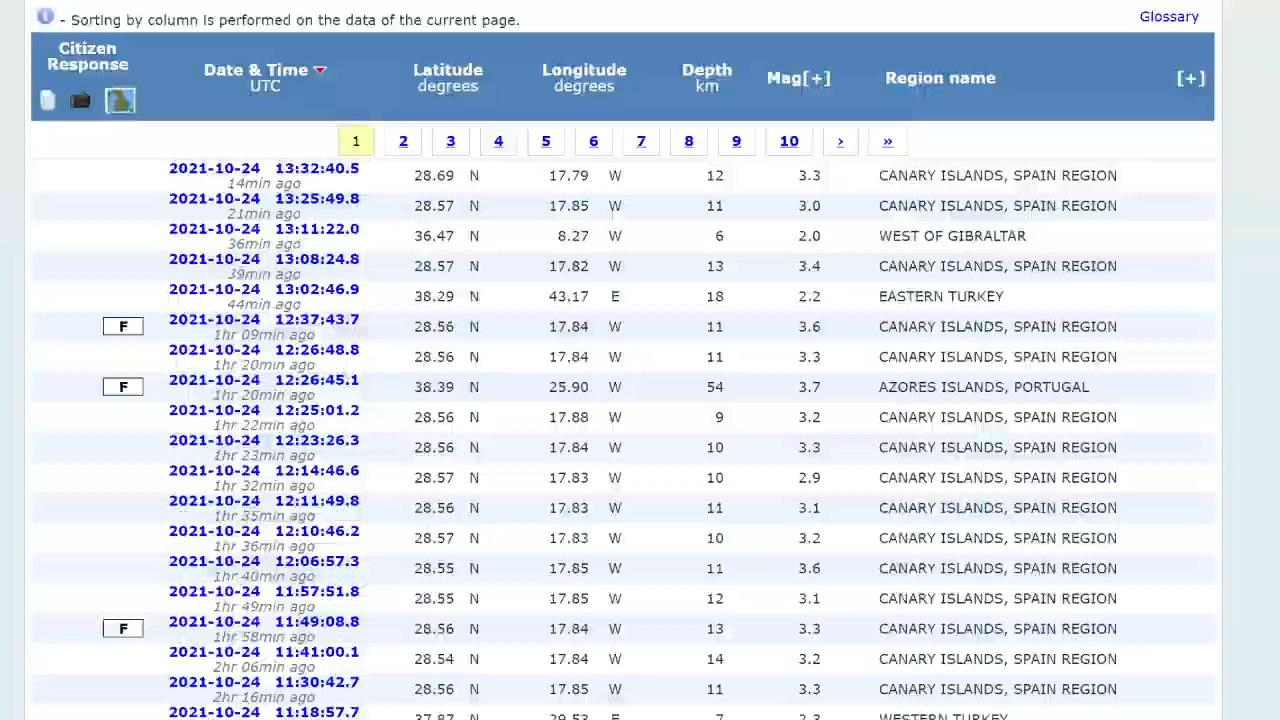 - Sorting by column is performed on the data of the current page.
Glossary
Citizen Response
Date & Time UTC
Latitude degrees
Longitude degrees
Depth km
Mag[+]
Region name
[+]
1 2 3 4 5 6 7 8 9 10 › »
2021-10-24 13:32:40.5 14min ago 28.69 N 17.79 W 12 3.3 CANARY ISLANDS, SPAIN REGION
2021-10-24 13:25:49.8 21min ago 28.57 N 17.85 W 11 3.0 CANARY ISLANDS, SPAIN REGION
2021-10-24 13:11:22.0 36min ago 36.47 N 8.27 W 6 2.0 WEST OF GIBRALTAR
2021-10-24 13:08:24.8 39min ago 28.57 N 17.82 W 13 3.4 CANARY ISLANDS, SPAIN REGION
2021-10-24 13:02:46.9 44min ago 38.29 N 43.17 E 18 2.2 EASTERN TURKEY
F 2021-10-24 12:37:43.7 1hr 09min ago 28.56 N 17.84 W 11 3.6 CANARY ISLANDS, SPAIN REGION
2021-10-24 12:26:48.8 1hr 20min ago 28.56 N 17.84 W 11 3.3 CANARY ISLANDS, SPAIN REGION
F 2021-10-24 12:26:45.1 1hr 20min ago 38.39 N 25.90 W 54 3.7 AZORES ISLANDS, PORTUGAL
2021-10-24 12:25:01.2 1hr 22min ago 28.56 N 17.88 W 9 3.2 CANARY ISLANDS, SPAIN REGION
2021-10-24 12:23:26.3 1hr 23min ago 28.56 N 17.84 W 10 3.3 CANARY ISLANDS, SPAIN REGION
2021-10-24 12:14:46.6 1hr 32min ago 28.57 N 17.83 W 10 2.9 CANARY ISLANDS, SPAIN REGION
2021-10-24 12:11:49.8 1hr 35min ago 28.56 N 17.83 W 11 3.1 CANARY ISLANDS, SPAIN REGION
2021-10-24 12:10:46.2 1hr 36min ago 28.57 N 17.83 W 10 3.2 CANARY ISLANDS, SPAIN REGION
2021-10-24 12:06:57.3 1hr 40min ago 28.55 N 17.85 W 11 3.6 CANARY ISLANDS, SPAIN REGION
2021-10-24 11:57:51.8 1hr 49min ago 28.55 N 17.85 W 12 3.1 CANARY ISLANDS, SPAIN REGION
F 2021-10-24 11:49:08.8 1hr 58min ago 28.56 N 17.84 W 13 3.3 CANARY ISLANDS, SPAIN REGION
2021-10-24 11:41:00.1 2hr 06min ago 28.54 N 17.84 W 14 3.2 CANARY ISLANDS, SPAIN REGION
2021-10-24 11:30:42.7 2hr 16min ago 28.56 N 17.85 W 11 3.3 CANARY ISLANDS, SPAIN REGION
2021-10-24 11:18:57.7 37.87 N 29.53 E 7 2.3 WESTERN TURKEY